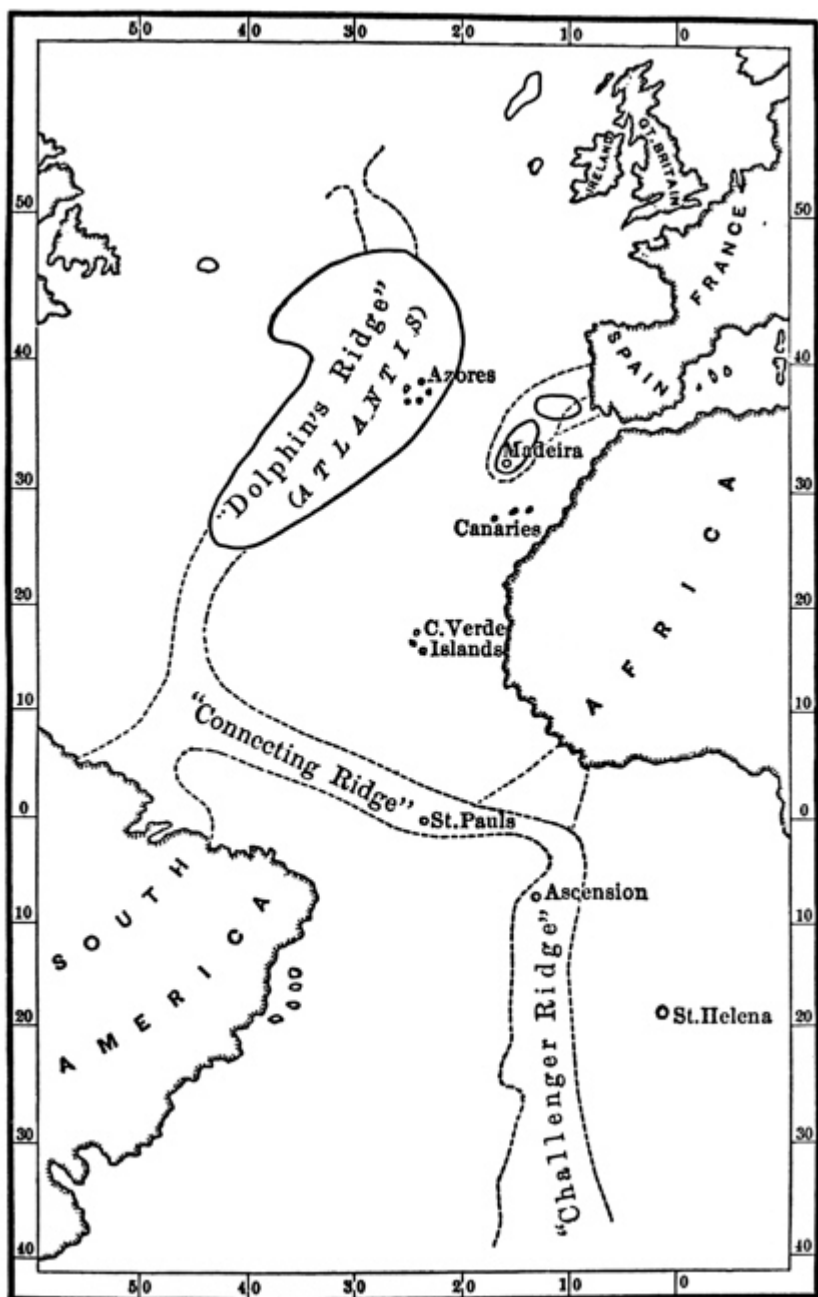 50 40 30 20 10 0
50
50
IRELAND
GT. BRITAIN
FRANCE
SPAIN
40
40
"Dolphin's Ridge"
(ATLANTIS)
Azores
Madeira
30
30
Canaries
AFRICA
20
20
C. Verde
Islands
10
10
"Connecting Ridge"
0
0
St. Pauls
SOUTH
AMERICA
Ascension
10
10
"Challenger Ridge"
St. Helena
20
20
30
30
40
40
50 40 30 20 10 0